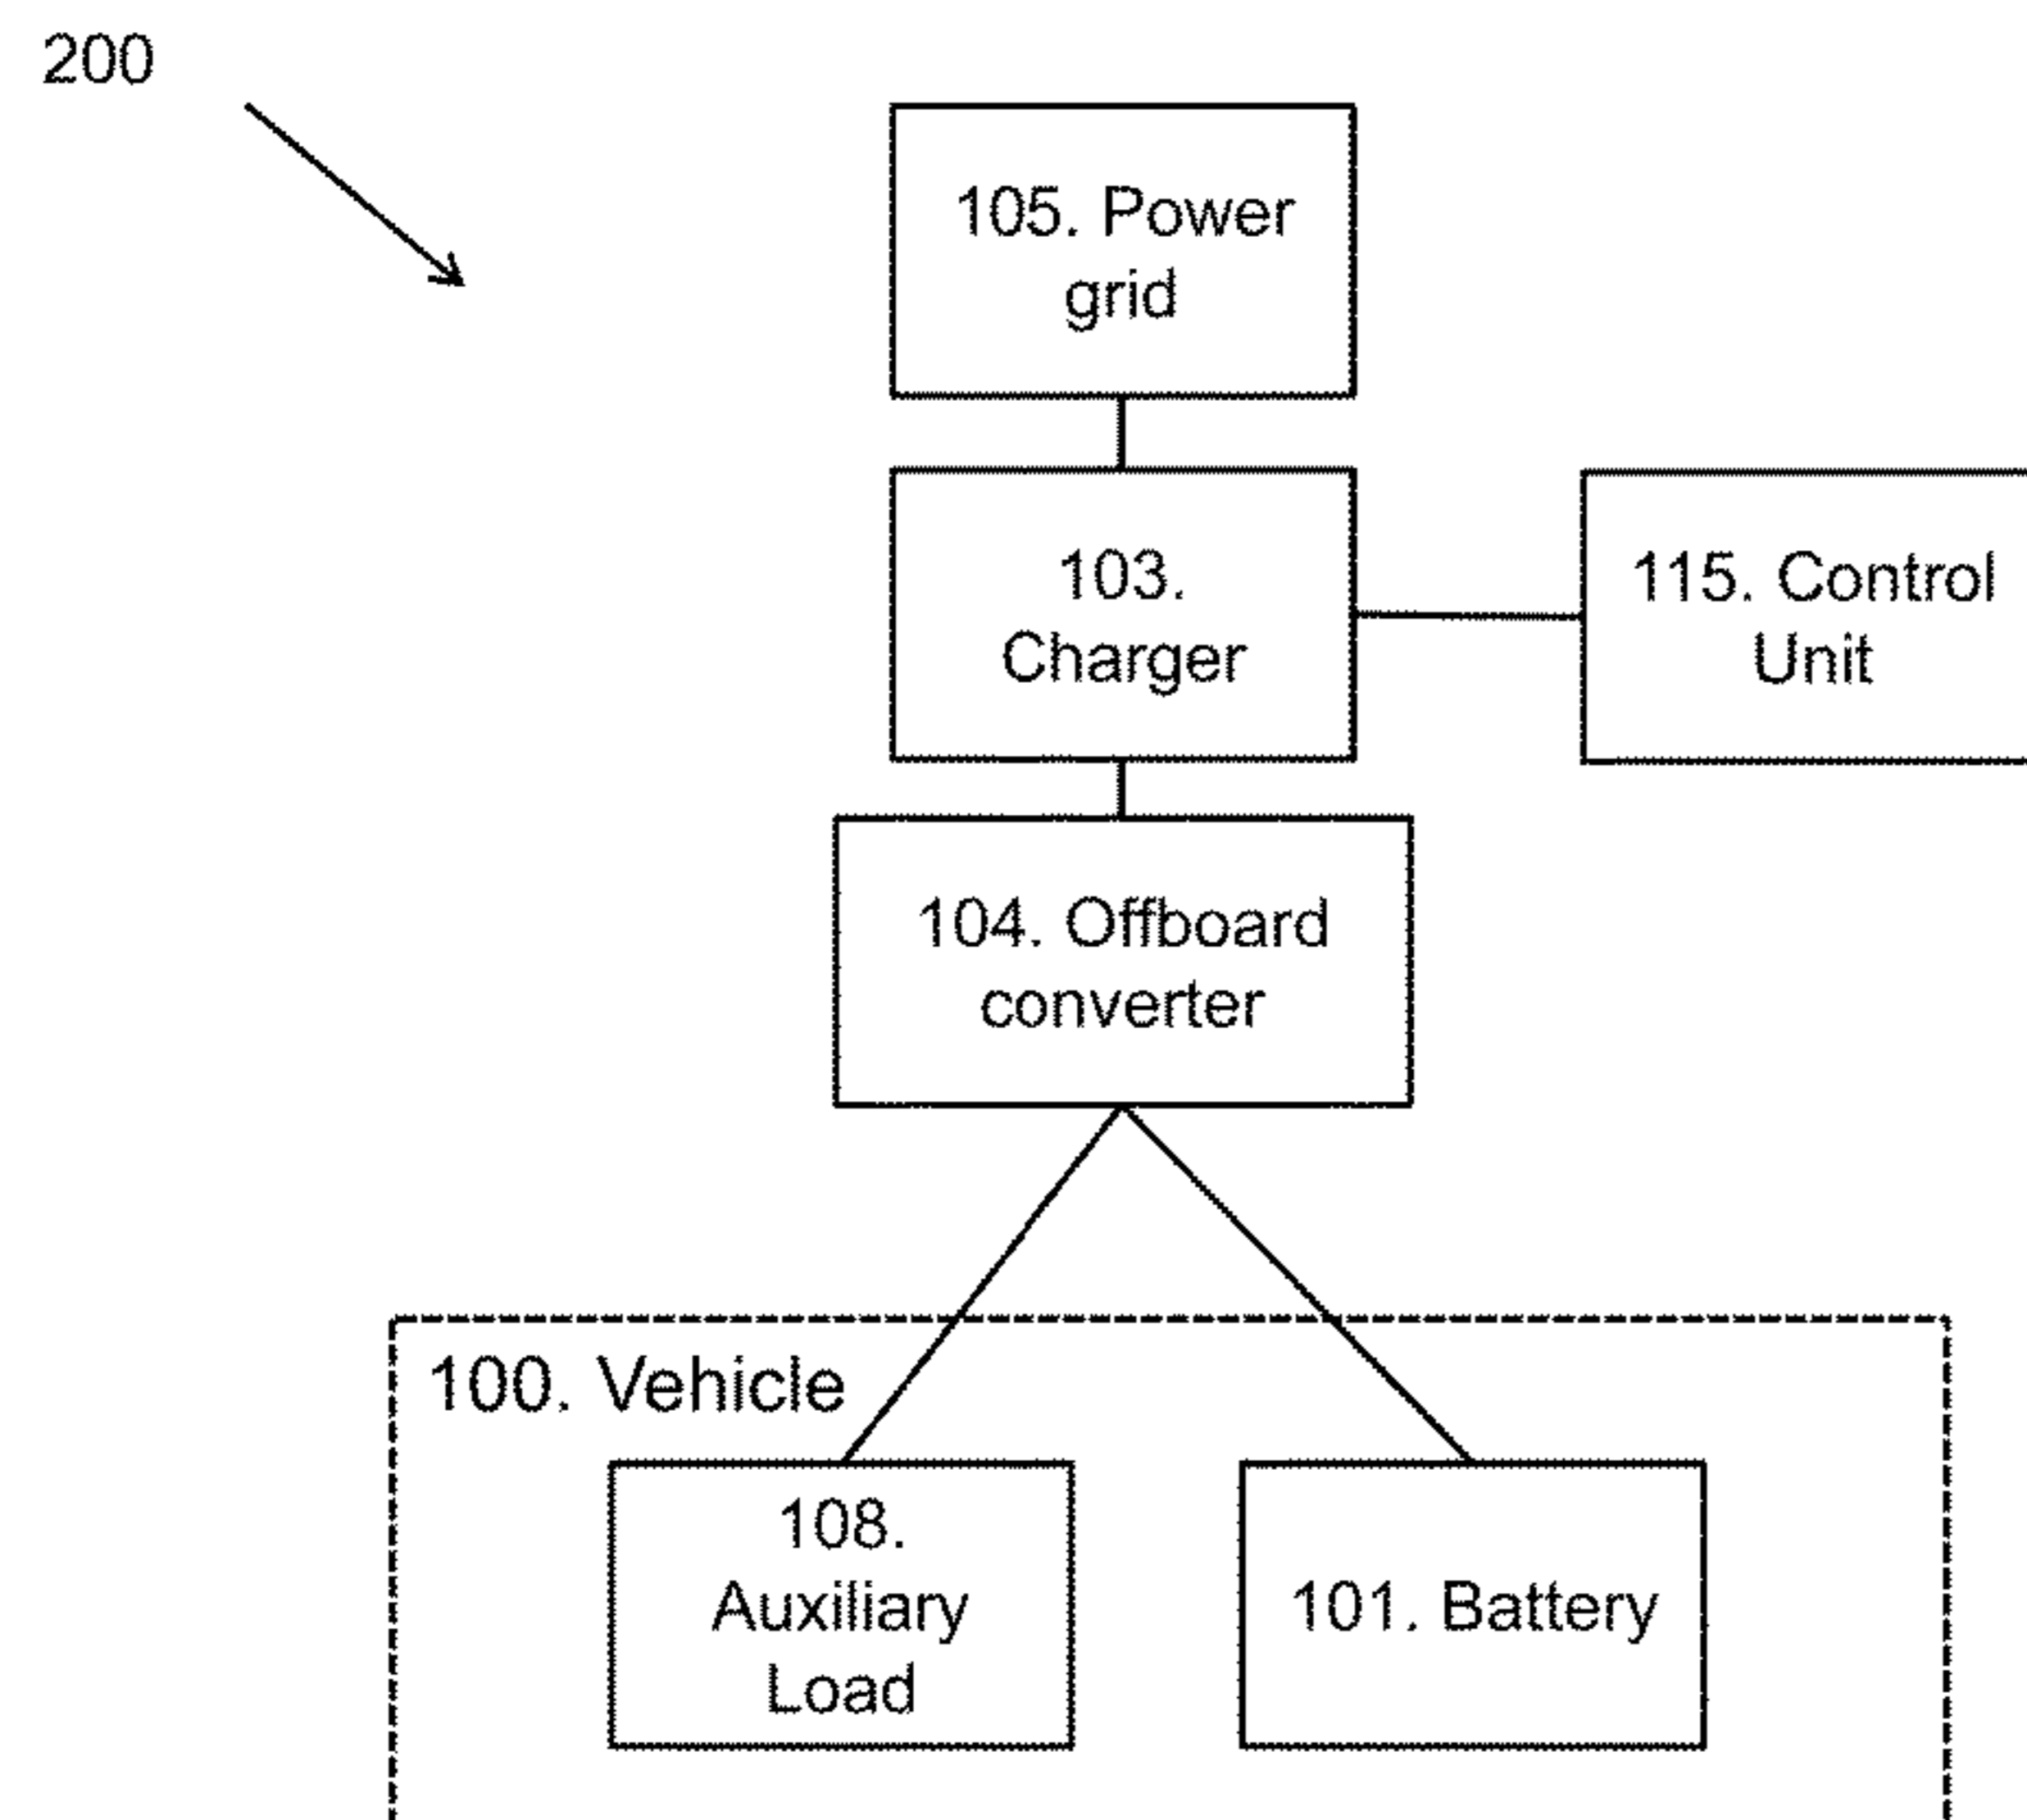 200
105. Power
grid
103.
Charger
115. Control
Unit
104. Offboard
converter
100. Vehicle
108.
Auxiliary
Load
101. Battery